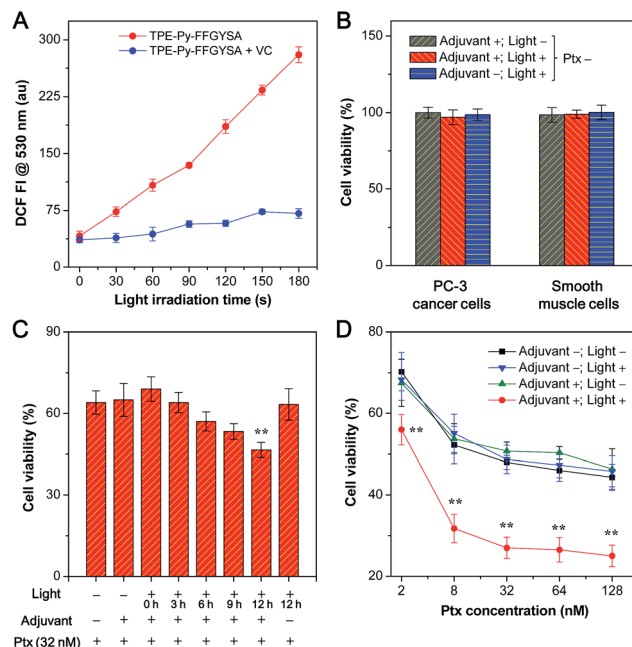 A
TPE-Py-FFGYSA
TPE-Py-FFGYSA + VC
DCF FI @ 530 nm (au)
300
225
150
75
0
0 30 60 90 120 150 180
Light irradiation time (s)
B
Adjuvant +; Light –
Adjuvant +; Light +
Adjuvant –; Light +
Ptx –
Cell viability (%)
150
100
50
0
PC-3
cancer cells
Smooth
muscle cells
C
Cell viability (%)
90
60
30
0
**
Light – – + + + + + +
0 h 3 h 6 h 9 h 12 h 12 h
Adjuvant – + + + + + + –
Ptx (32 nM) + + + + + + + +
D
Adjuvant –; Light –
Adjuvant –; Light +
Adjuvant +; Light –
Adjuvant +; Light +
Cell viability (%)
80
60
40
20
** ** ** ** **
2 8 32 64 128
Ptx concentration (nM)